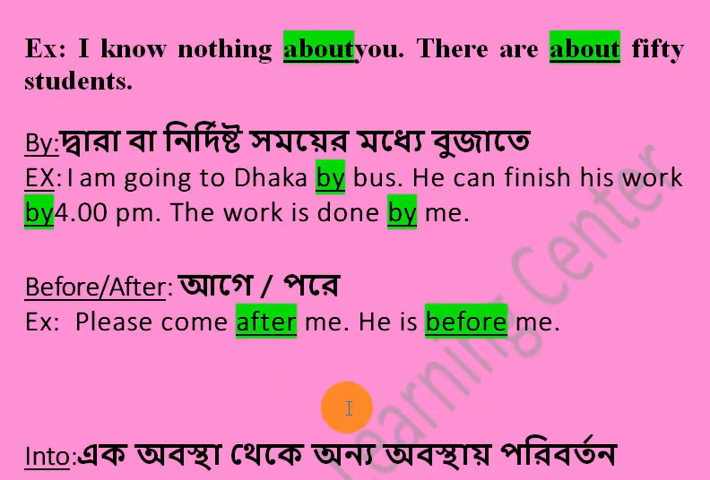 Ex: I know nothing aboutyou. There are about fifty
students.
By:দ্বারা বা নির্দিষ্ট সময়ের মধ্যে বুজাতে
EX:I am going to Dhaka by bus. He can finish his work
by4.00 pm. The work is done by me.
Before/After: আগে / পরে
Ex: Please come after me. He is before me.
Learning Center
Into:এক অবস্থা থেকে অন্য অবস্থায় পরিবর্তন